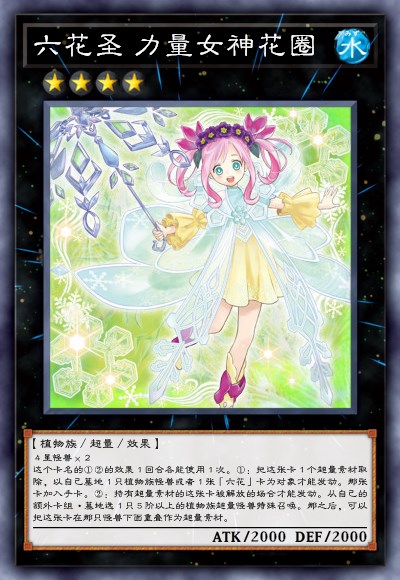 六花圣 力量女神花圈
水
【植物族／超量／效果】
４星怪兽×２
这个卡名的①②的效果１回合各能使用１次。①：把这张卡１个超量素材取
除，以自己墓地１只植物族怪兽或者１张「六花」卡为对象才能发动。那张
卡加入手卡。②：持有超量素材的这张卡被解放的场合才能发动。从自己的
额外卡组·墓地选１只５阶以上的植物族超量怪兽特殊召唤。那之后，可以
把这张卡在那只怪兽下面重叠作为超量素材。
ATK/2000 DEF/2000